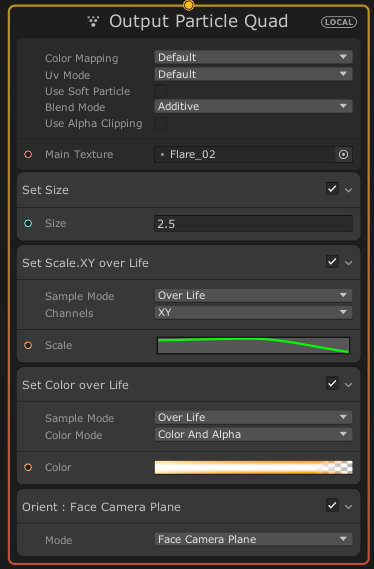 Output Particle Quad LOCAL
Color Mapping Default
Uv Mode Default
Use Soft Particle
Blend Mode Additive
Use Alpha Clipping
Main Texture Flare_02
Set Size
Size 2.5
Set Scale.XY over Life
Sample Mode Over Life
Channels XY
Scale
Set Color over Life
Sample Mode Over Life
Color Mode Color And Alpha
Color
Orient : Face Camera Plane
Mode Face Camera Plane